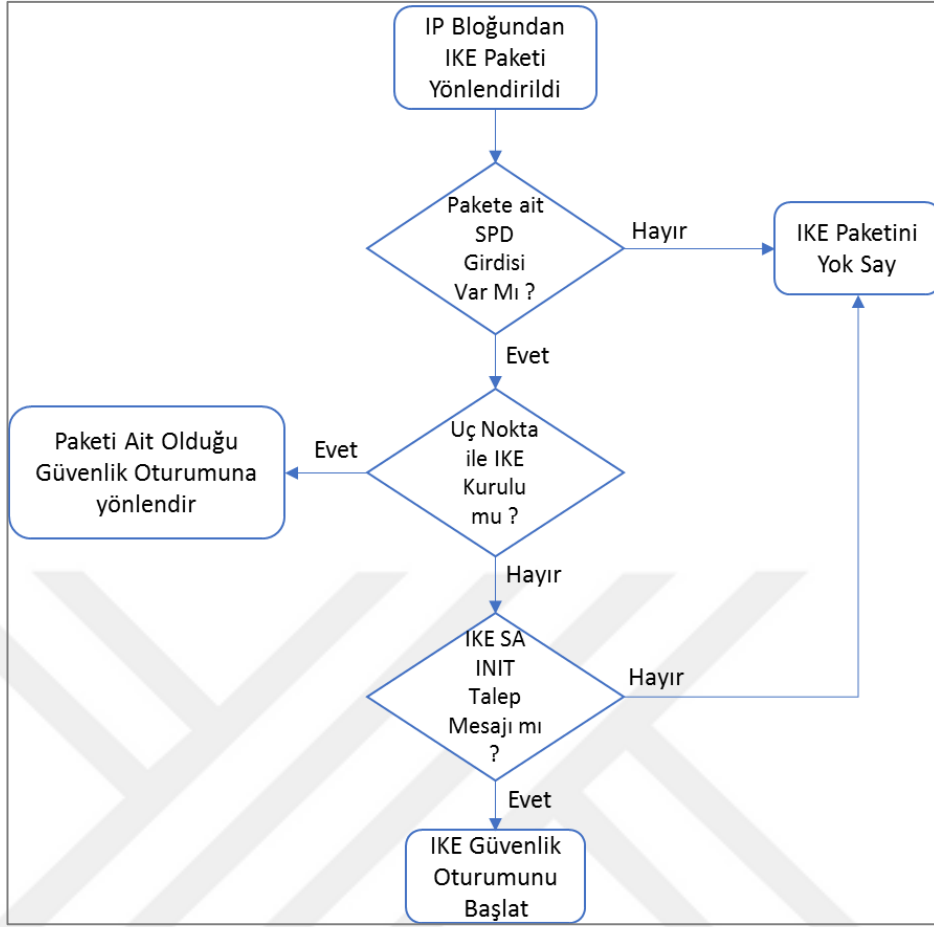 IP Bloğundan
IKE Paketi
Yönlendirildi
Pakete ait
SPD
Girdisi
Var Mı ?
Hayır
IKE Paketini
Yok Say
Evet
Uç Nokta
ile IKE
Kurulu
mu ?
Evet
Paketi Ait Olduğu
Güvenlik Oturumuna
yönlendir
Hayır
IKE SA
INIT
Talep
Mesajı mı
?
Hayır
Evet
IKE Güvenlik
Oturumunu
Başlat